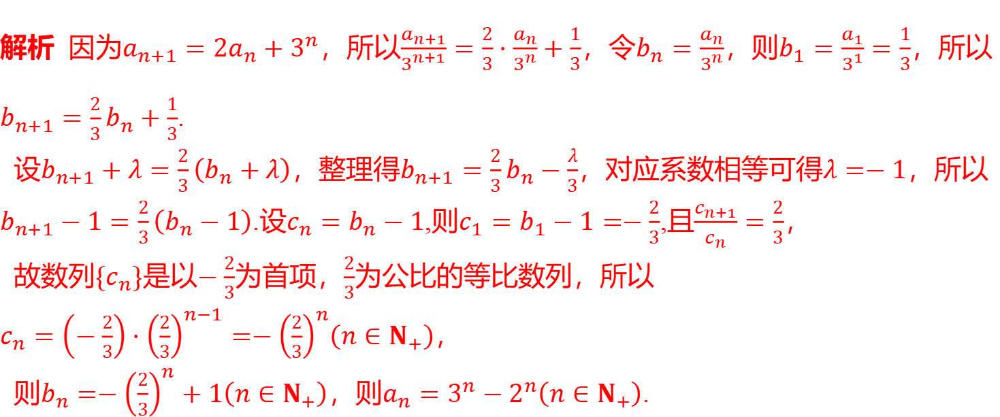 解析 因为aₙ₊₁ = 2aₙ + 3ⁿ，所以$\frac{a_{n+1}}{3^{n+1}} = \frac{2}{3} \cdot \frac{a_n}{3^n} + \frac{1}{3}$，令$b_n = \frac{a_n}{3^n}$，则$b_1 = \frac{a_1}{3^1} = \frac{1}{3}$，所以
$b_{n+1} = \frac{2}{3} b_n + \frac{1}{3}$.
设$b_{n+1} + \lambda = \frac{2}{3}(b_n + \lambda)$，整理得$b_{n+1} = \frac{2}{3} b_n - \frac{\lambda}{3}$，对应系数相等可得$\lambda = -1$，所以
$b_{n+1} - 1 = \frac{2}{3}(b_n - 1)$.设$c_n = b_n - 1$,则$c_1 = b_1 - 1 = -\frac{2}{3}$,且$\frac{c_{n+1}}{c_n} = \frac{2}{3}$，
故数列{$c_n$}是以$-\frac{2}{3}$为首项，$\frac{2}{3}$为公比的等比数列，所以
$c_n = \left(-\frac{2}{3}\right) \cdot \left(\frac{2}{3}\right)^{n-1} = -\left(\frac{2}{3}\right)^n (n \in \mathbf{N}_+)$，
则$b_n = -\left(\frac{2}{3}\right)^n + 1(n \in \mathbf{N}_+)$，则$a_n = 3^n - 2^n(n \in \mathbf{N}_+)$.